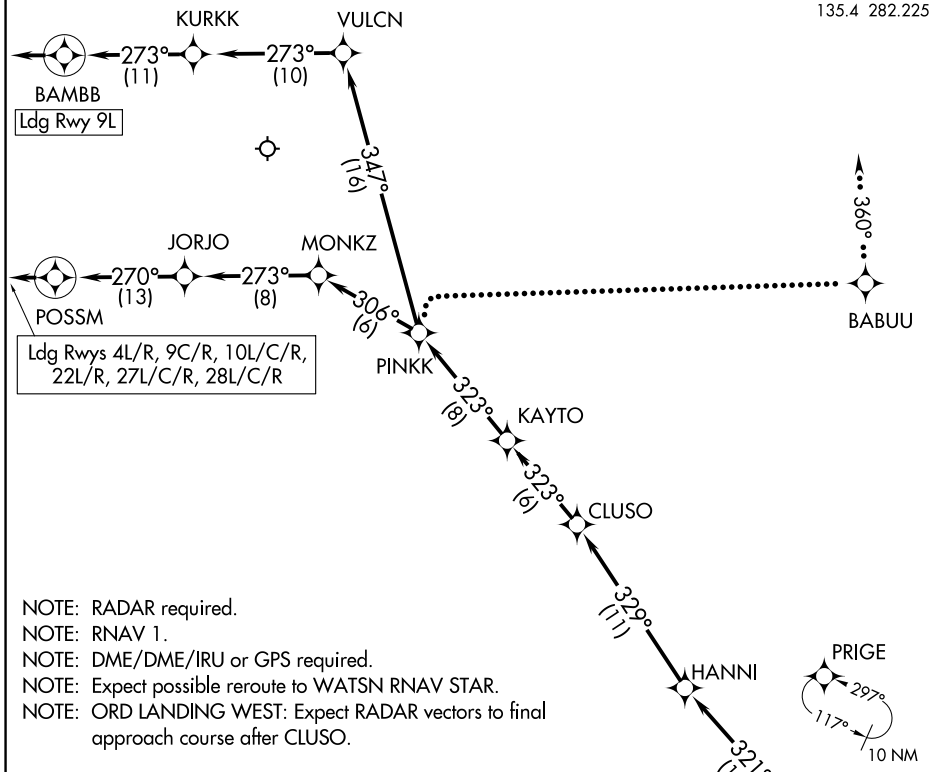 135.4 282.225
KURKK
VULCN
273°
(11)
273°
(10)
BAMBB
Ldg Rwy 9L
347°
(16)
360°
JORJO
MONKZ
270°
(13)
273°
(8)
306°
(6)
POSSM
BABUU
Ldg Rwys 4L/R, 9C/R, 10L/C/R,
22L/R, 27L/C/R, 28L/C/R
PINKK
323°
(8)
KAYTO
323°
(6)
CLUSO
329°
(11)
NOTE: RADAR required.
NOTE: RNAV 1.
NOTE: DME/DME/IRU or GPS required.
NOTE: Expect possible reroute to WATSN RNAV STAR.
NOTE: ORD LANDING WEST: Expect RADAR vectors to final
approach course after CLUSO.
HANNI
PRIGE
297°
117°
10 NM
321°